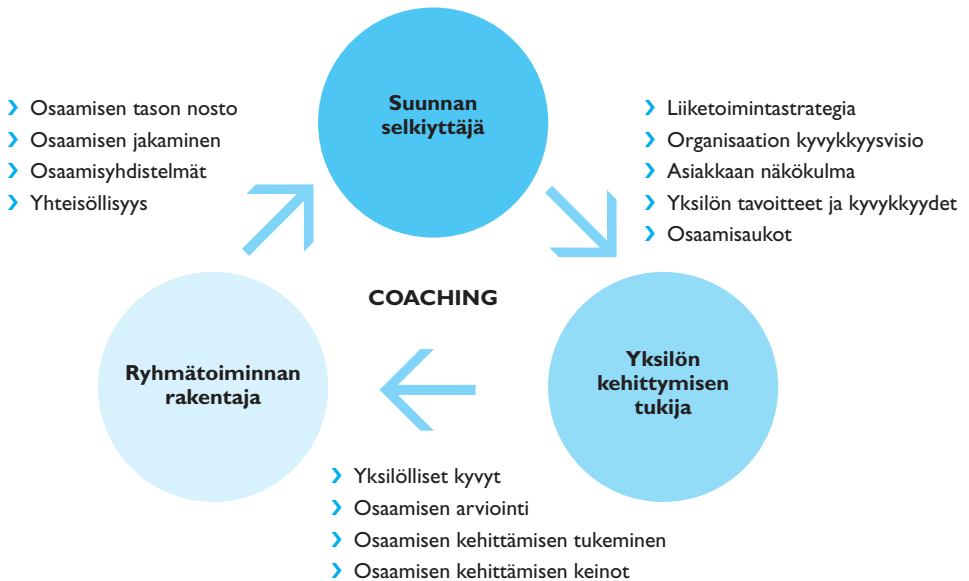 Suunnan
selkiyttäjä
› Osaamisen tason nosto
› Osaamisen jakaminen
› Osaamisyhdistelmät
› Yhteisöllisyys
› Liiketoimintastrategia
› Organisaation kyvykkyysvisio
› Asiakkaan näkökulma
› Yksilön tavoitteet ja kyvykkyydet
› Osaamisaukot
COACHING
Ryhmätoiminnan
rakentaja
Yksilön
kehittymisen
tukija
› Yksilölliset kyvyt
› Osaamisen arviointi
› Osaamisen kehittämisen tukeminen
› Osaamisen kehittämisen keinot